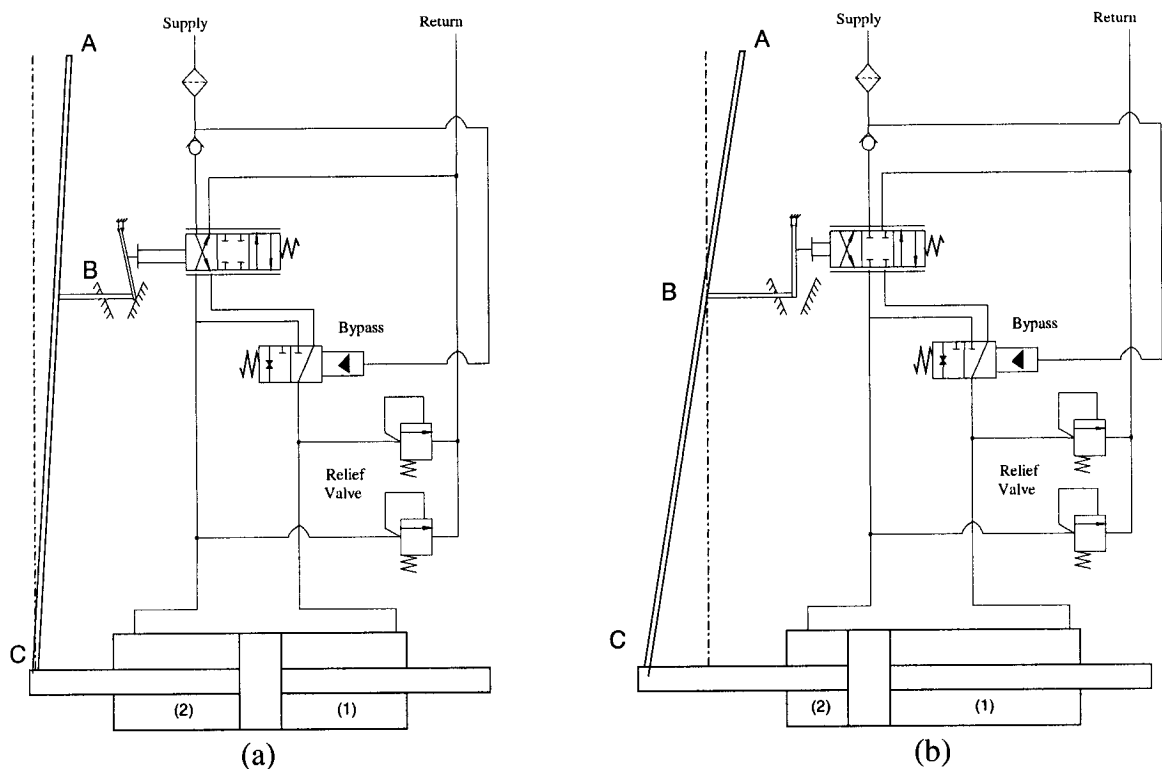 Supply
Return
A
B
Bypass
Relief
Valve
C
(2)
(1)
(a)
Supply
Return
A
B
Bypass
Relief
Valve
C
(2)
(1)
(b)